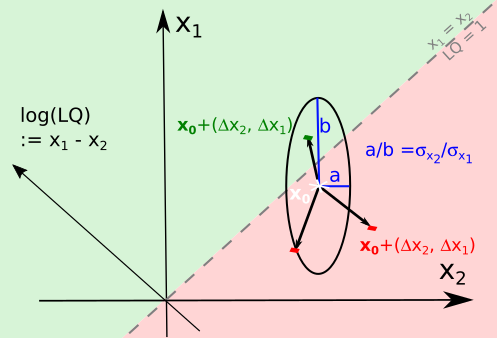 x₁
x₁ = x₂
LQ = 1
log(LQ)
:= x₁ - x₂
x₀+(Δx₂, Δx₁)
b
a/b =σₓ₂/σₓ₁
a
x₀
x₀+(Δx₂, Δx₁)
x₂